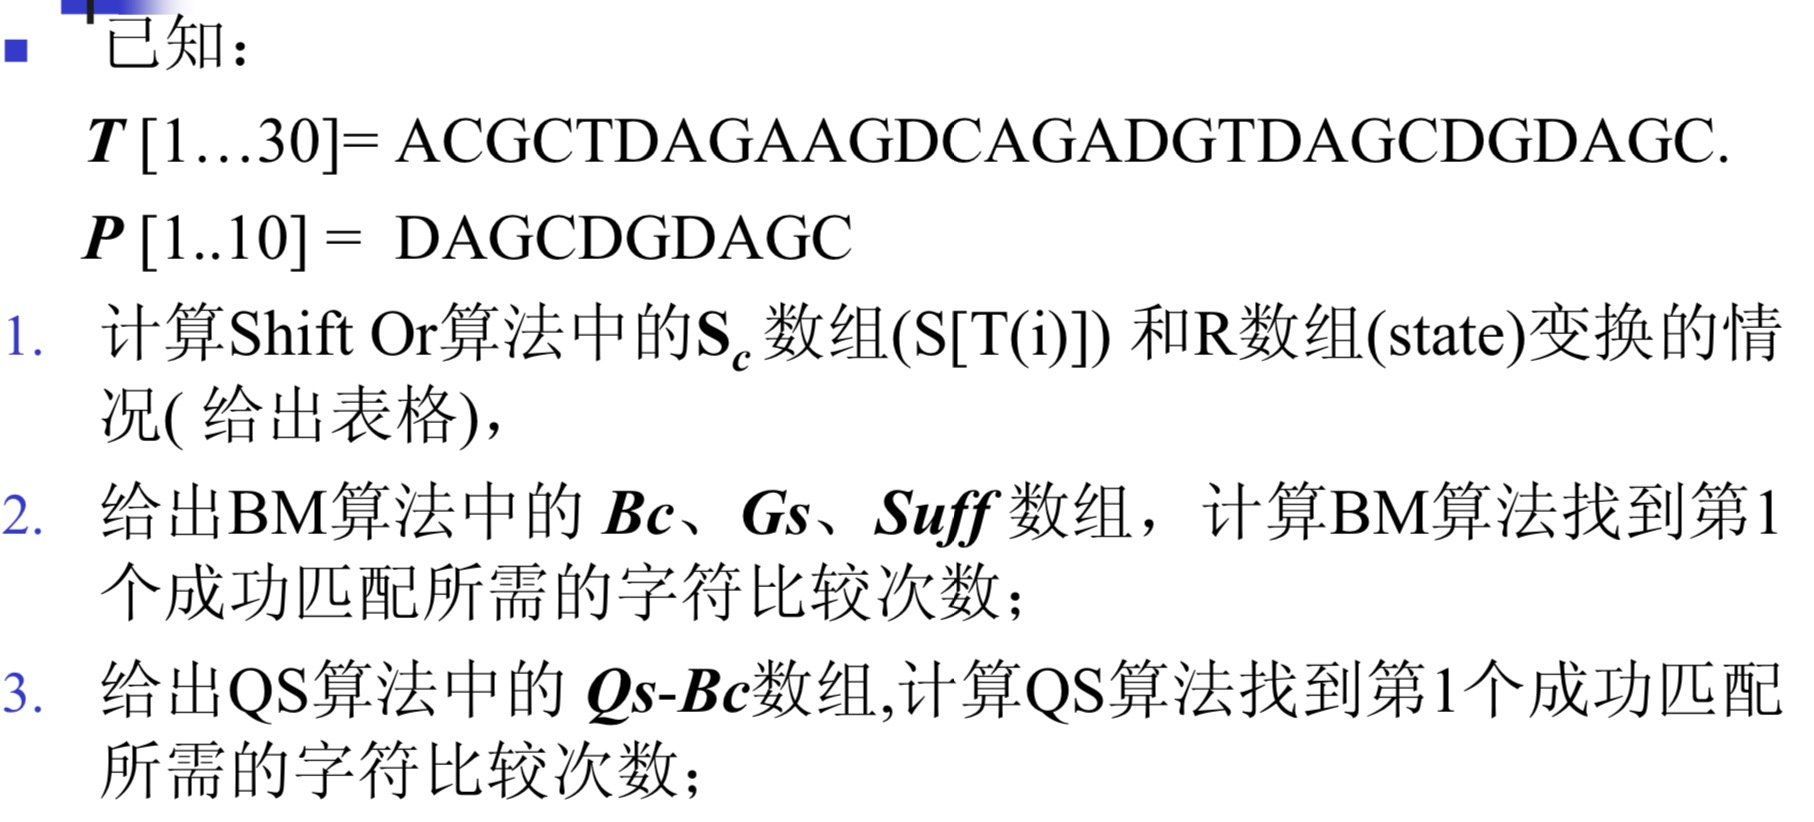 已知：
T [1…30]= ACGCTDAGAAGDCAGADGTDAGCDGDAGC.
P [1..10] = DAGCDGDAGC
1. 计算Shift Or算法中的Sc 数组(S[T(i)]) 和R数组(state)变换的情
况( 给出表格)，
2. 给出BM算法中的 Bc、Gs、Suff 数组，计算BM算法找到第1
个成功匹配所需的字符比较次数；
3. 给出QS算法中的 Qs-Bc数组,计算QS算法找到第1个成功匹配
所需的字符比较次数；